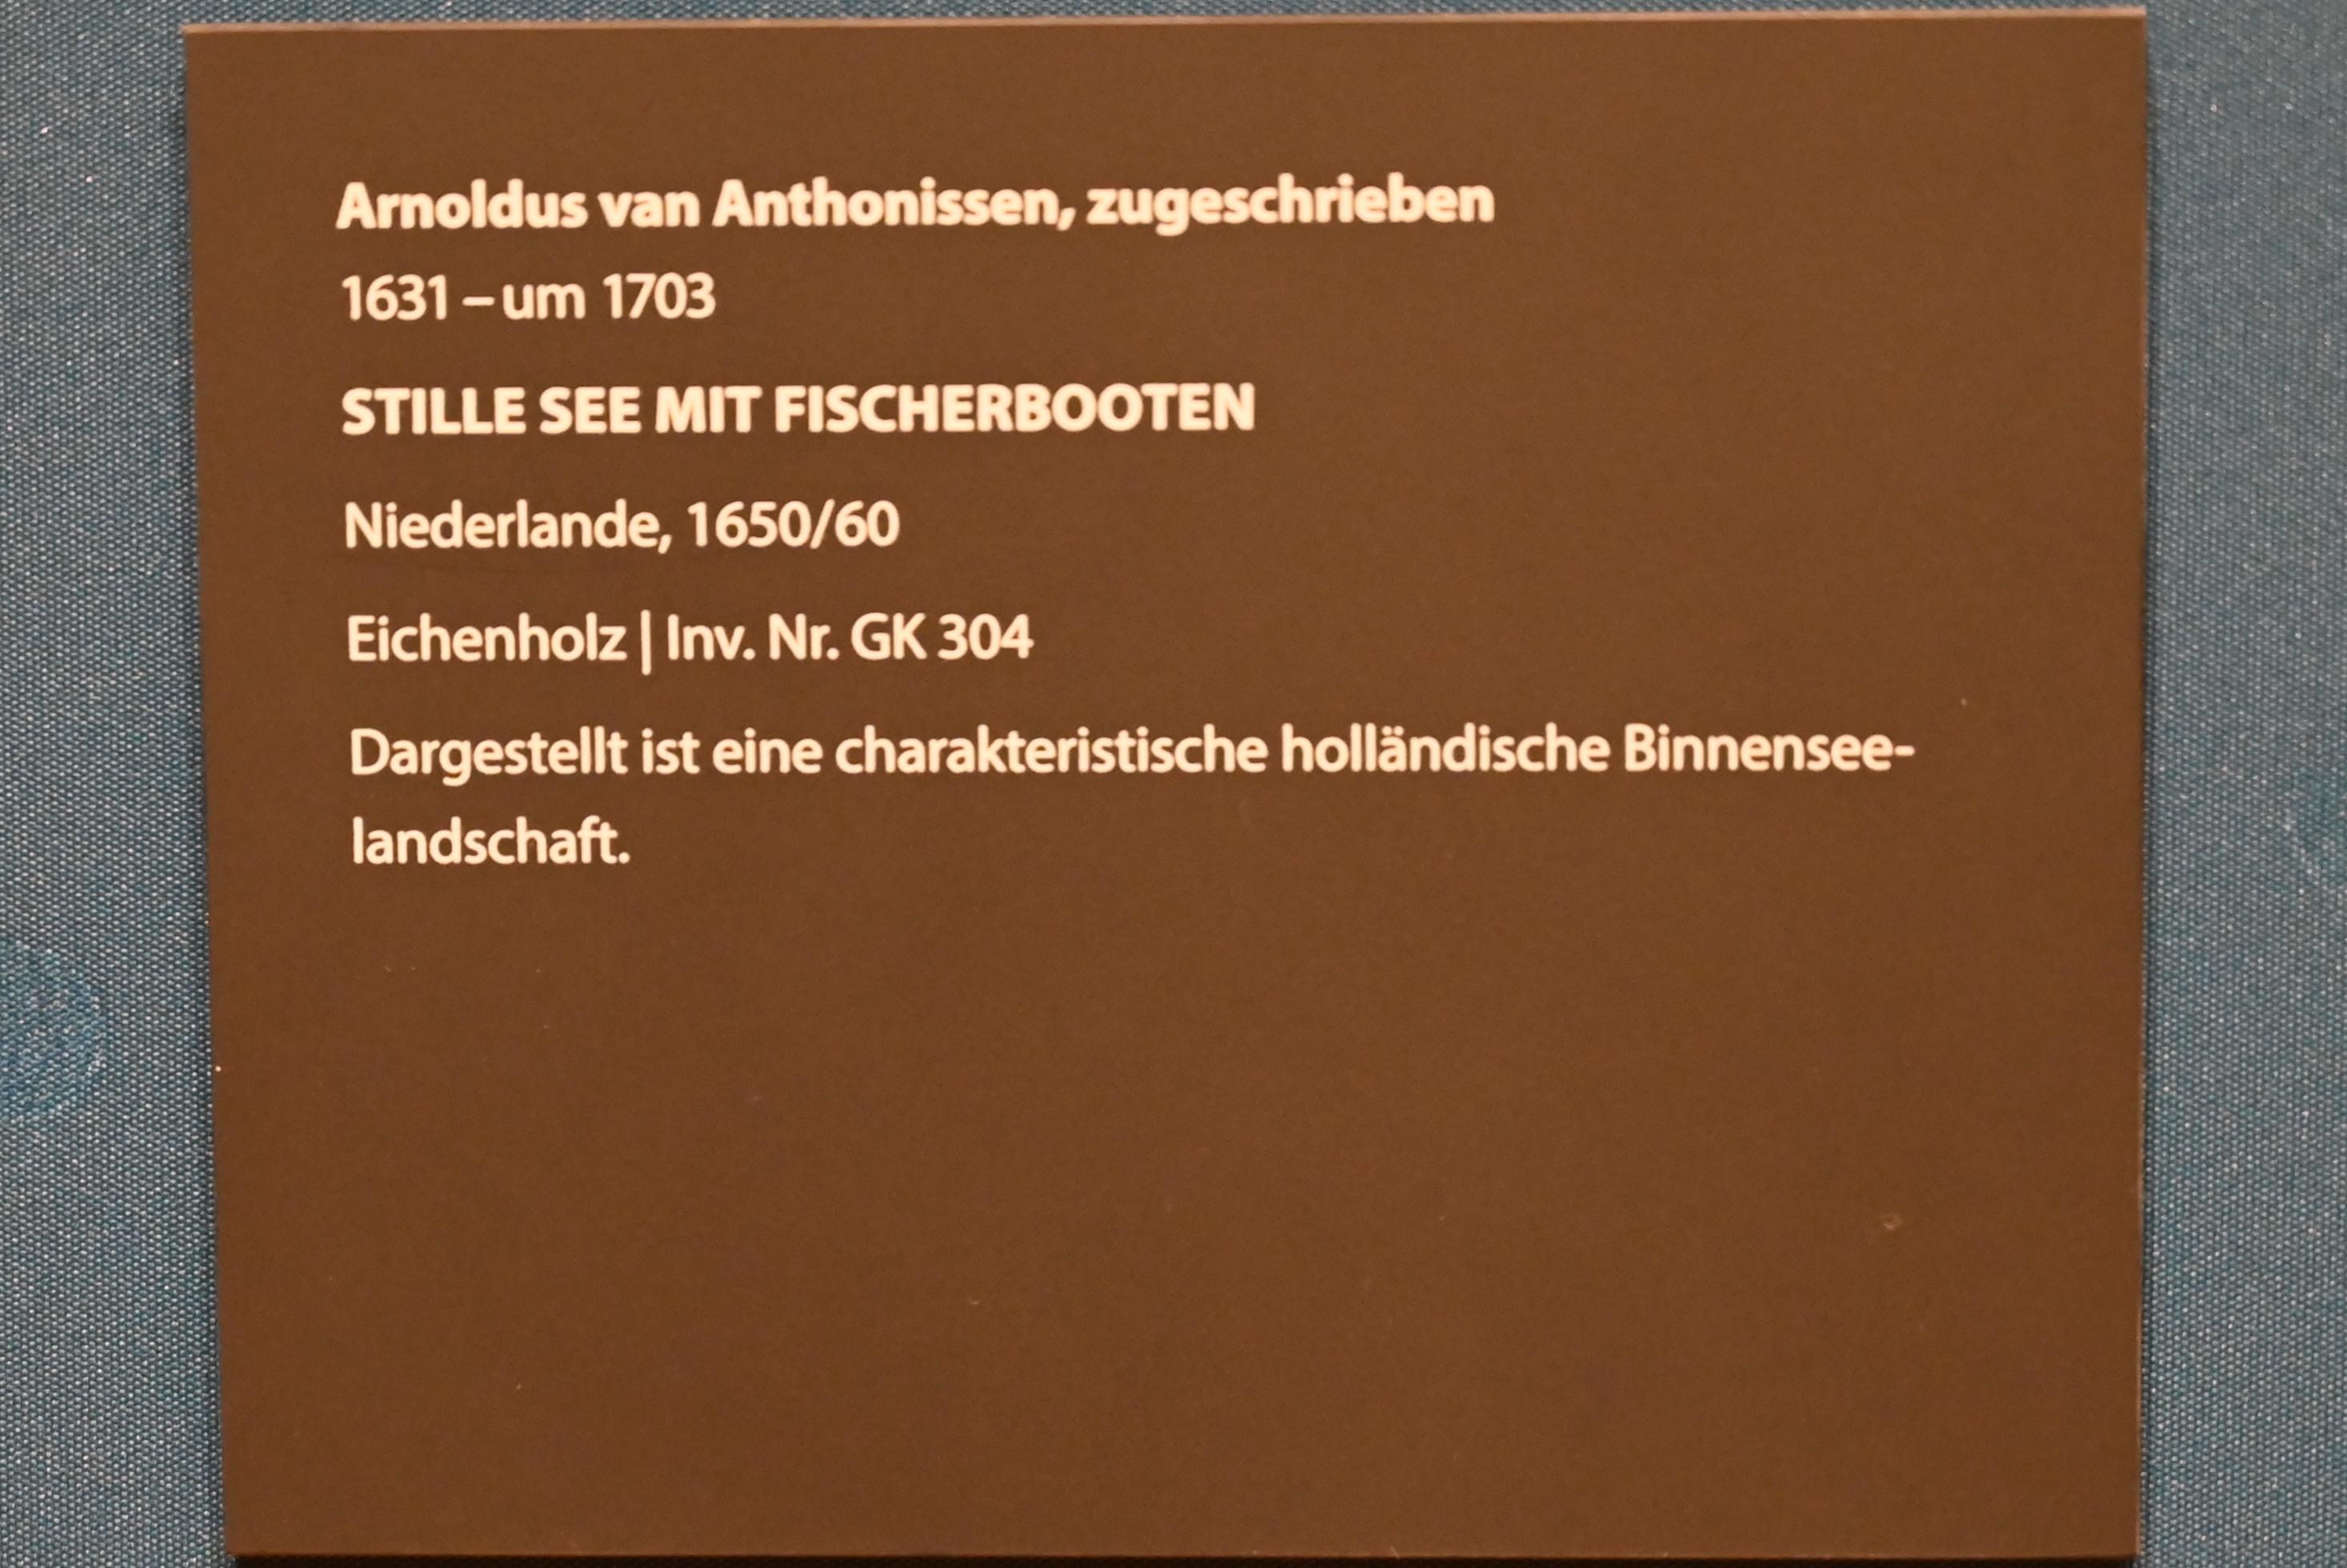 Arnoldus van Anthonissen, zugeschrieben
1631 – um 1703
STILLE SEE MIT FISCHERBOOTEN
Niederlande, 1650/60
Eichenholz | Inv. Nr. GK 304
Dargestellt ist eine charakteristische holländische Binnensee-
landschaft.